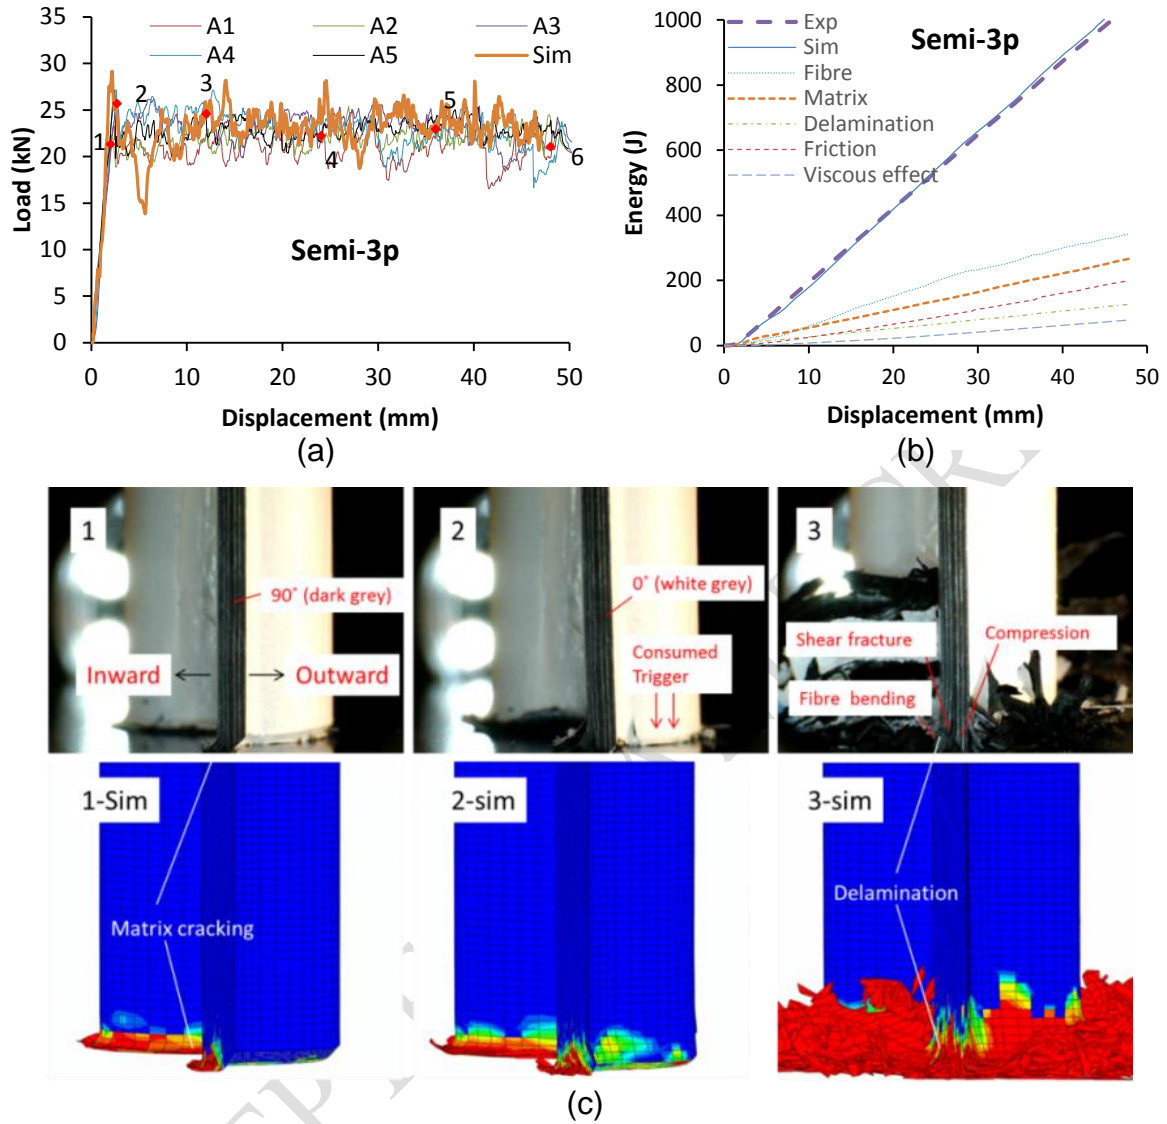 A1 A2 A3
A4 A5 Sim
35
30
25
20
15
10
5
0
Load (kN)
1
2
3
4
5
6
Semi-3p
0 10 20 30 40 50
Displacement (mm)
(a)
Exp
Sim
Fibre
Matrix
Delamination
Friction
Viscous effect
Semi-3p
1000
800
600
400
200
0
Energy (J)
0 10 20 30 40 50
Displacement (mm)
(b)
1
90˚ (dark grey)
Inward
Outward
2
0˚ (white grey)
Consumed
Trigger
3
Shear fracture
Compression
Fibre bending
1-Sim
Matrix cracking
2-sim
3-sim
Delamination
(c)